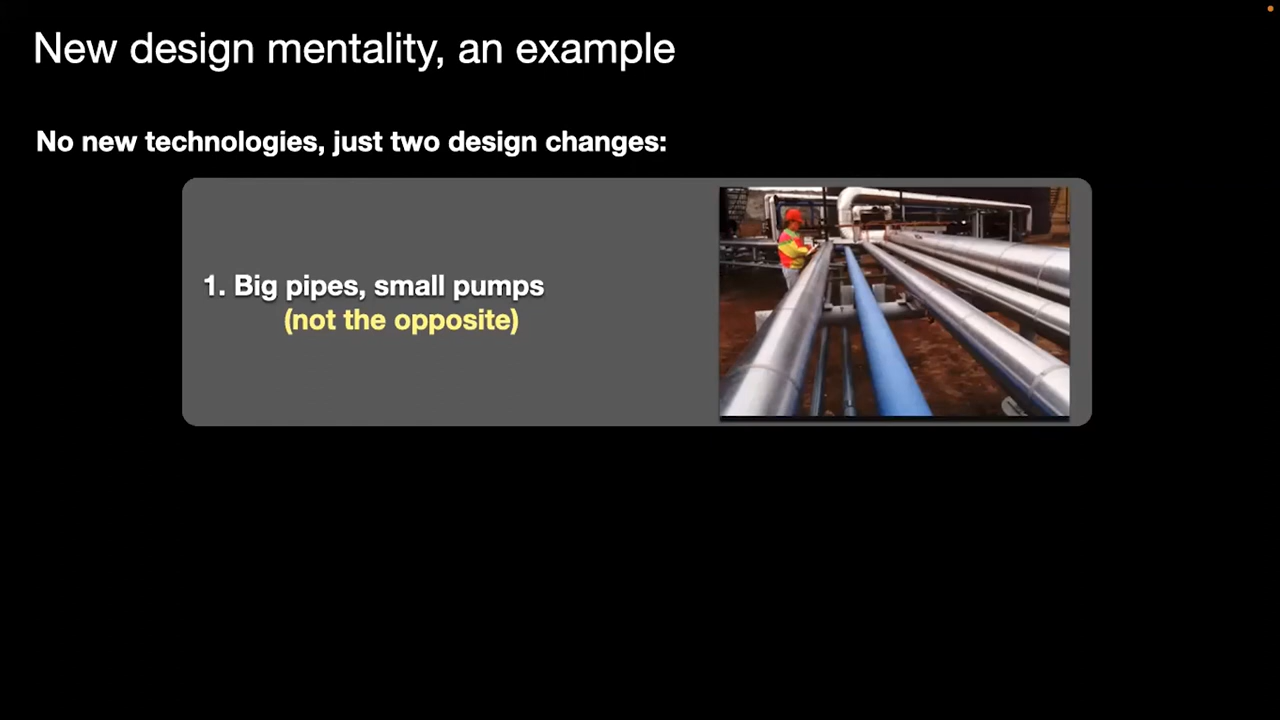 New design mentality, an example
No new technologies, just two design changes:
1. Big pipes, small pumps
(not the opposite)